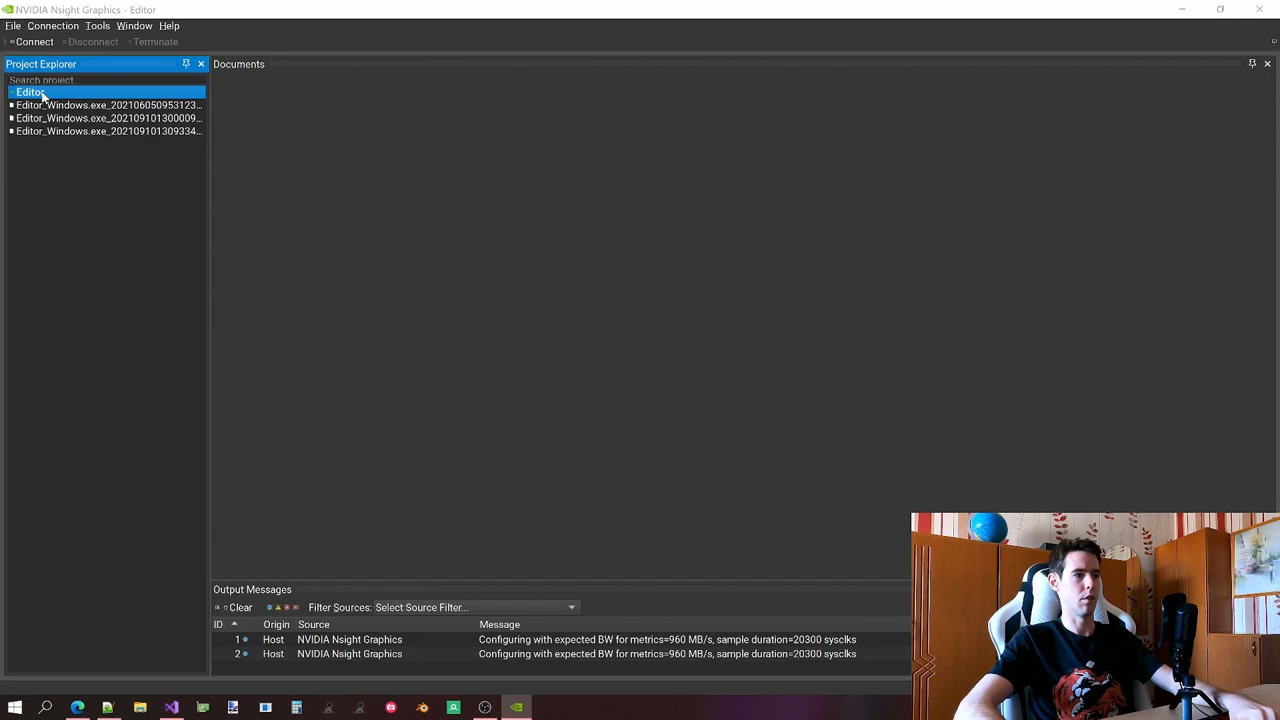 NVIDIA Nsight Graphics - Editor
File Connection Tools Window Help
Connect Disconnect Terminate
Project Explorer
Documents
Search project...
Editor
Editor_Windows.exe_202106050953123...
Editor_Windows.exe_202109101300009...
Editor_Windows.exe_202109101309334...
Output Messages
Clear Filter Sources: Select Source Filter...
ID Origin Source Message
1 Host NVIDIA Nsight Graphics Configuring with expected BW for metrics=960 MB/s, sample duration=20300 sysclks
2 Host NVIDIA Nsight Graphics Configuring with expected BW for metrics=960 MB/s, sample duration=20300 sysclks